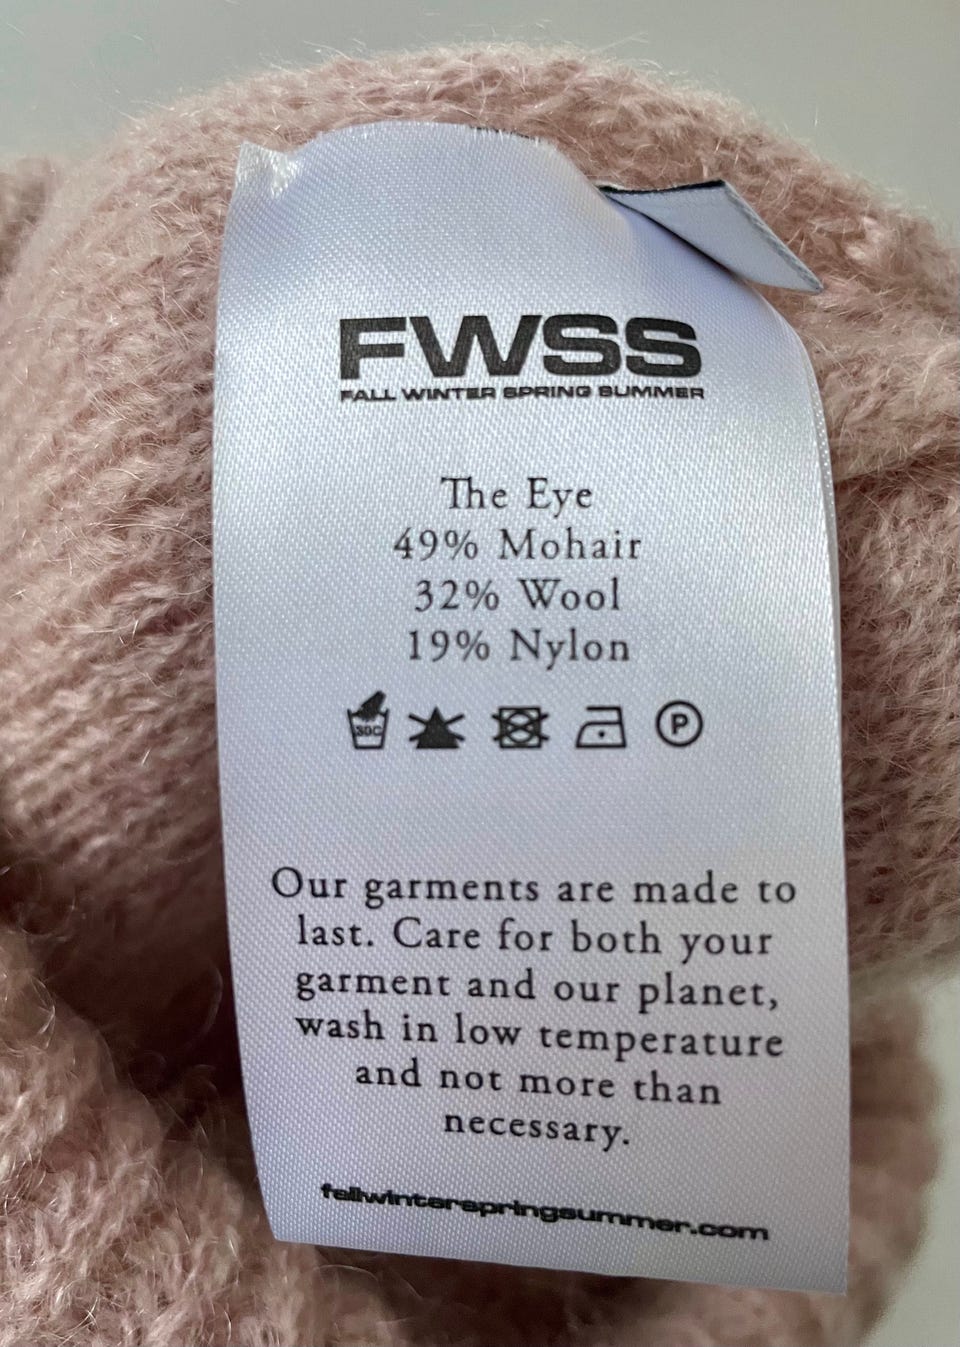 FWSS
FALL WINTER SPRING SUMMER
The Eye
49% Mohair
32% Wool
19% Nylon
30C P
Our garments are made to
last. Care for both your
garment and our planet,
wash in low temperature
and not more than
necessary.
fallwinterspringsummer.com